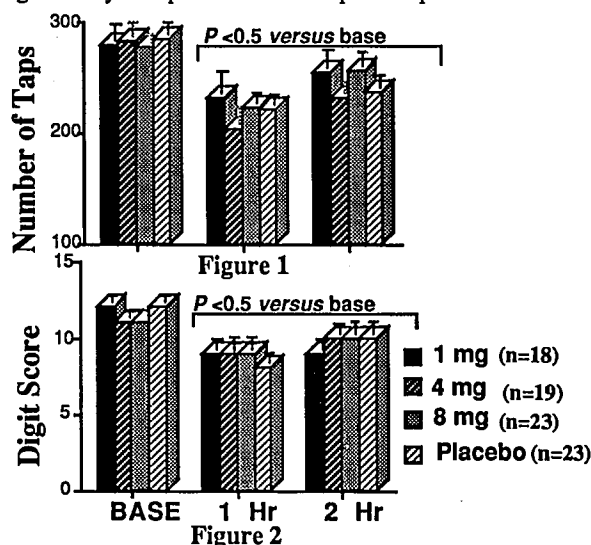 300
P <0.5 versus base
Number of Taps
200
100
Figure 1
15
P <0.5 versus base
Digit Score
10
5
0
1 mg (n=18)
4 mg (n=19)
8 mg (n=23)
Placebo (n=23)
BASE 1 Hr 2 Hr
Figure 2